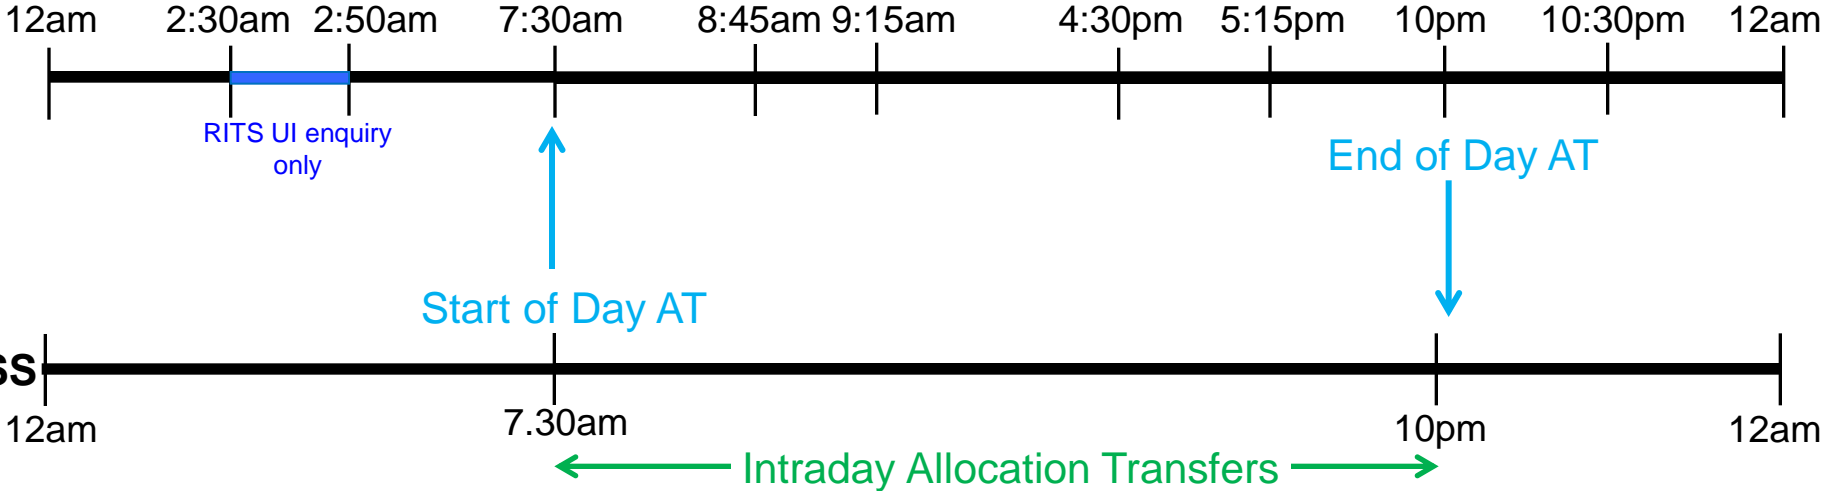 12am 2:30am 2:50am 7:30am 8:45am 9:15am 4:30pm 5:15pm 10pm 10:30pm 12am
RITS UI enquiry
only
End of Day AT
Start of Day AT
SS
12am 7.30am 10pm 12am
Intraday Allocation Transfers